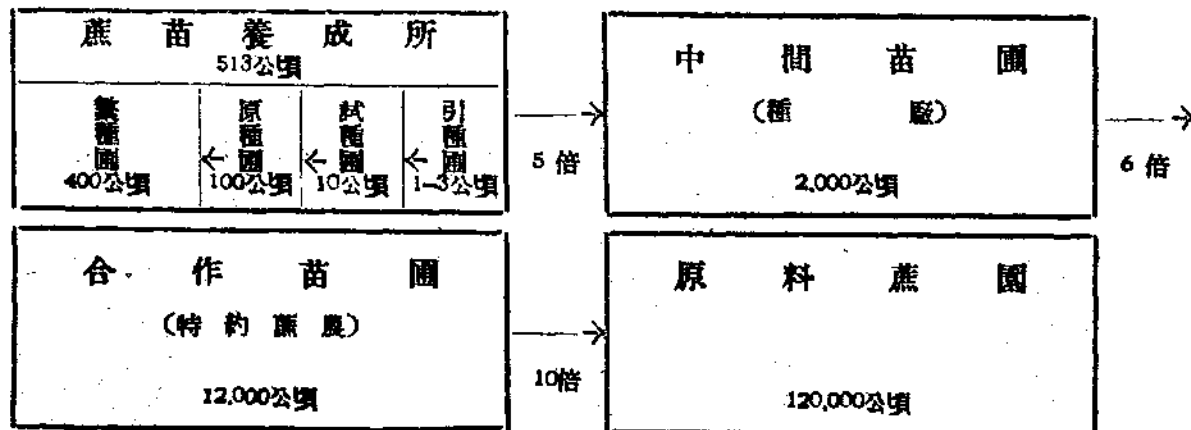 蔗苗養成所
513公頃
繁種圃
400公頃
原種圃
100公頃
試種圃
10公頃
引種圃
1-3公頃
5倍
中間苗圃
(種 廠)
2,000公頃
6倍
合作苗圃
(特約蔗農)
12,000公頃
10倍
原料蔗園
120,000公頃